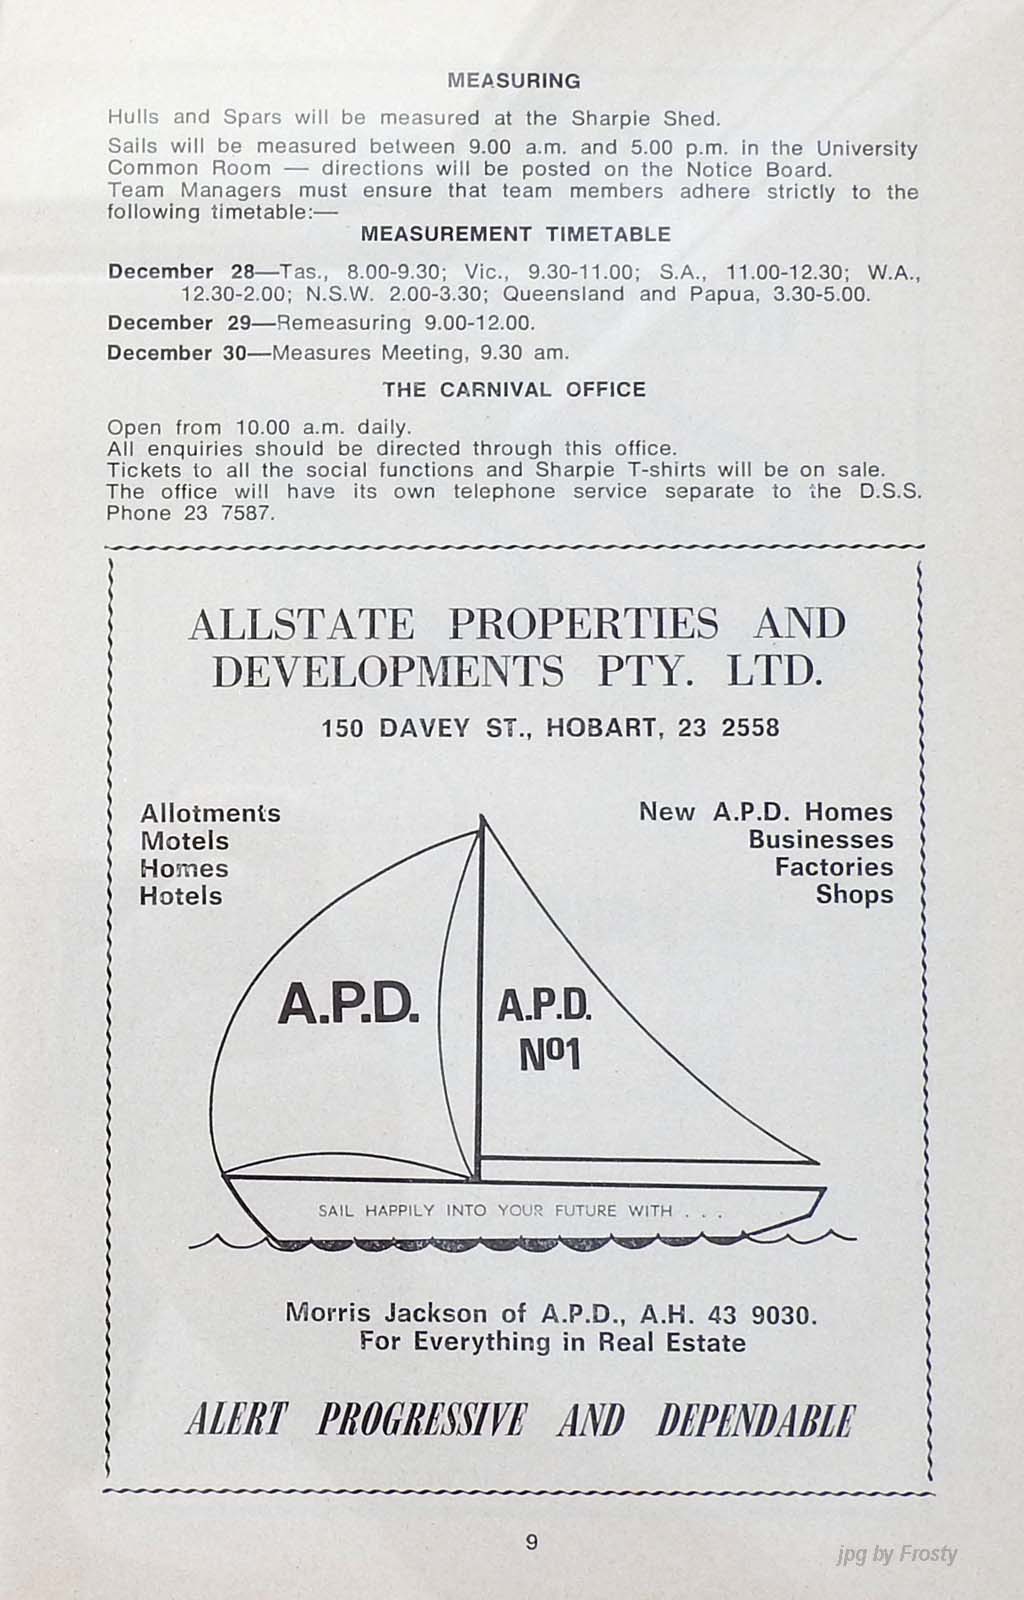 MEASURING
Hulls and Spars will be measured at the Sharpie Shed.
Sails will be measured between 9.00 a.m. and 5.00 p.m. in the University
Common Room — directions will be posted on the Notice Board.
Team Managers must ensure that team members adhere strictly to the
following timetable:—
MEASUREMENT TIMETABLE
December 28—Tas., 8.00-9.30; Vic., 9.30-11.00; S.A., 11.00-12.30; W.A.,
12.30-2.00; N.S.W. 2.00-3.30; Queensland and Papua, 3.30-5.00.
December 29—Remeasuring 9.00-12.00.
December 30—Measures Meeting, 9.30 am.
THE CARNIVAL OFFICE
Open from 10.00 a.m. daily.
All enquiries should be directed through this office.
Tickets to all the social functions and Sharpie T-shirts will be on sale.
The office will have its own telephone service separate to the D.S.S.
Phone 23 7587.
ALLSTATE PROPERTIES AND
DEVELOPMENTS PTY. LTD.
150 DAVEY ST., HOBART, 23 2558
Allotments
Motels
Homes
Hotels
New A.P.D. Homes
Businesses
Factories
Shops
A.P.D.
A.P.D.
Nº1
SAIL HAPPILY INTO YOUR FUTURE WITH . . .
Morris Jackson of A.P.D., A.H. 43 9030.
For Everything in Real Estate
ALERT PROGRESSIVE AND DEPENDABLE
9
jpg by Frosty